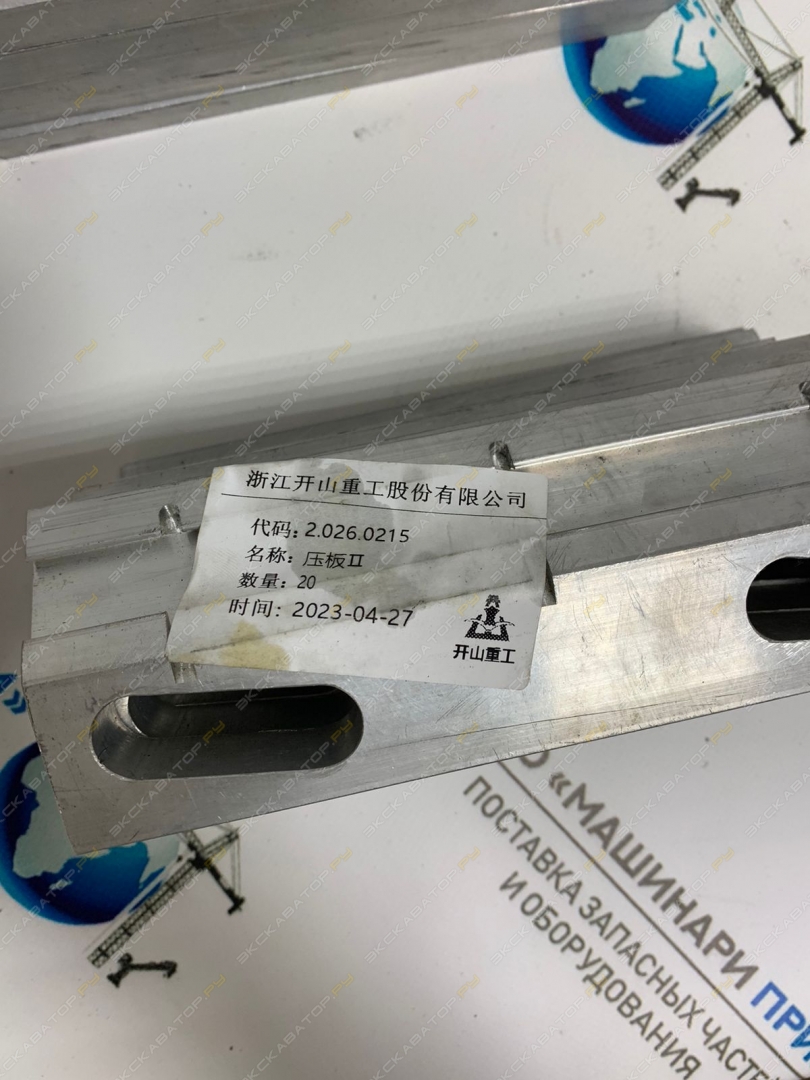 浙江开山重工股份有限公司
代码：2.026.0215
名称：压板II
数量：20
时间：2023-04-27
开山重工
«МАШИНАРИ
ПОСТАВКА ЗАПАСНЫХ
И ОБОРУДОВАНИЯ
ЭКСКАВАТОР.РУ